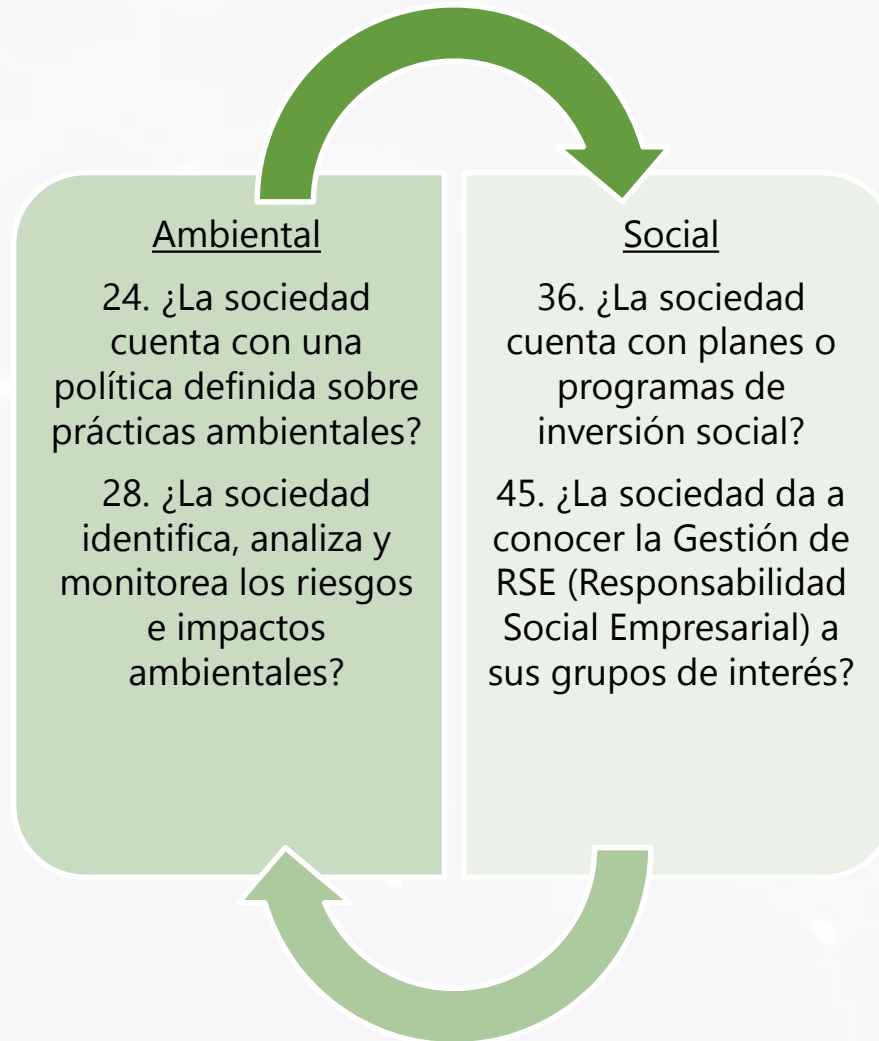 Ambiental
24. ¿La sociedad
cuenta con una
política definida sobre
prácticas ambientales?
28. ¿La sociedad
identifica, analiza y
monitorea los riesgos
e impactos
ambientales?
Social
36. ¿La sociedad
cuenta con planes o
programas de
inversión social?
45. ¿La sociedad da a
conocer la Gestión de
RSE (Responsabilidad
Social Empresarial) a
sus grupos de interés?